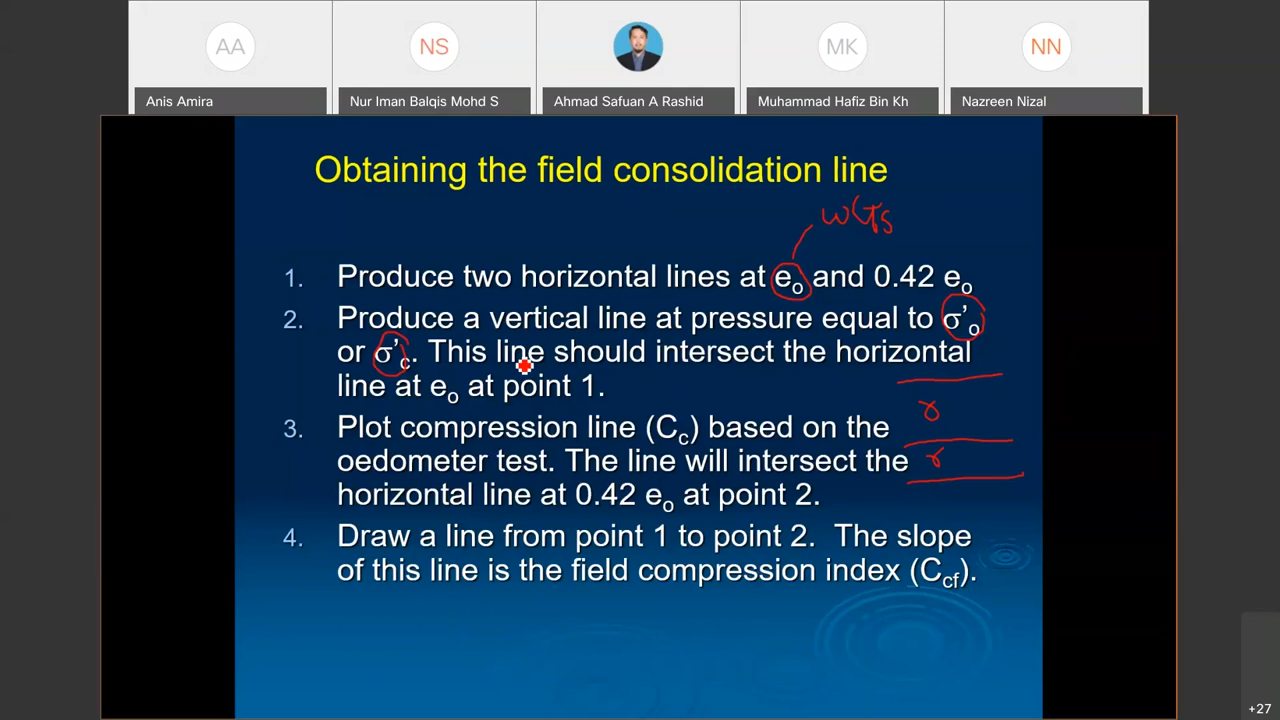 AA
NS
MK
NN
Anis Amira
Nur Iman Balqis Mohd S
Ahmad Safuan A Rashid
Muhammad Hafiz Bin Kh
Nazreen Nizal
Obtaining the field consolidation line
1. Produce two horizontal lines at eo and 0.42 eo
2. Produce a vertical line at pressure equal to σ'o
or σ'c. This line should intersect the horizontal
line at eo at point 1.
3. Plot compression line (Cc) based on the
oedometer test. The line will intersect the
horizontal line at 0.42 eo at point 2.
4. Draw a line from point 1 to point 2. The slope
of this line is the field compression index (Ccf).
γ
γ
+27